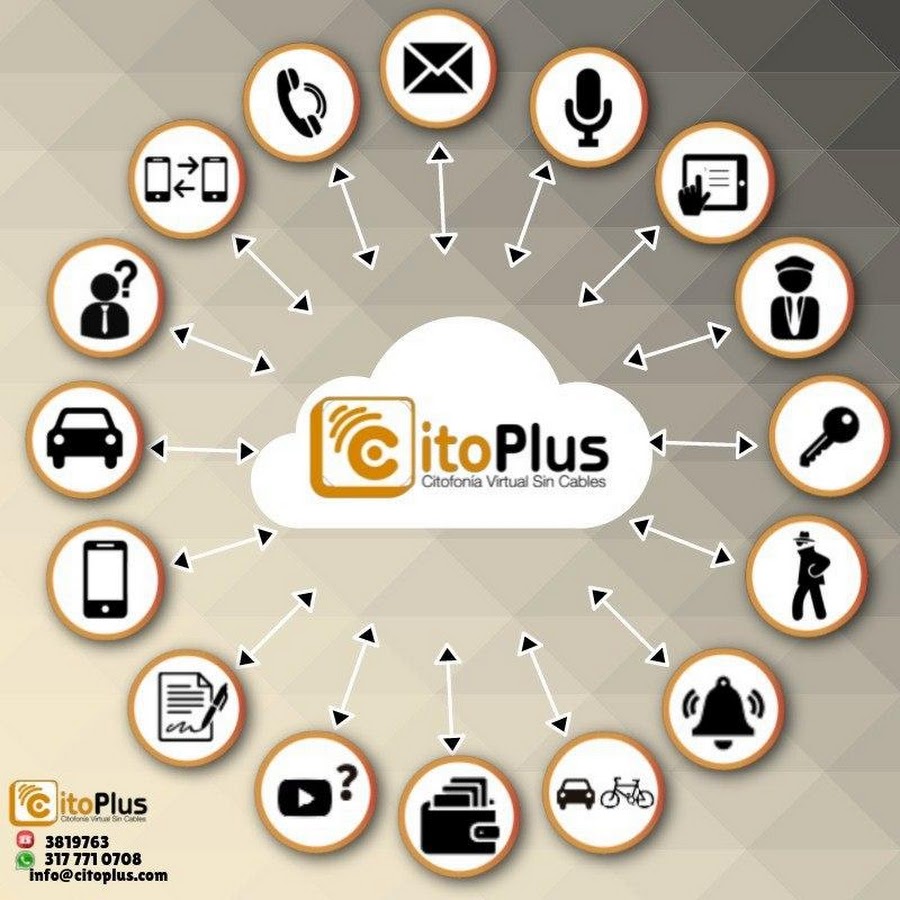 CitoPlus
Citofonía Virtual Sin Cables
?
?
CitoPlus
Citofonía Virtual Sin Cables
3819763
317 771 0708
info@citoplus.com